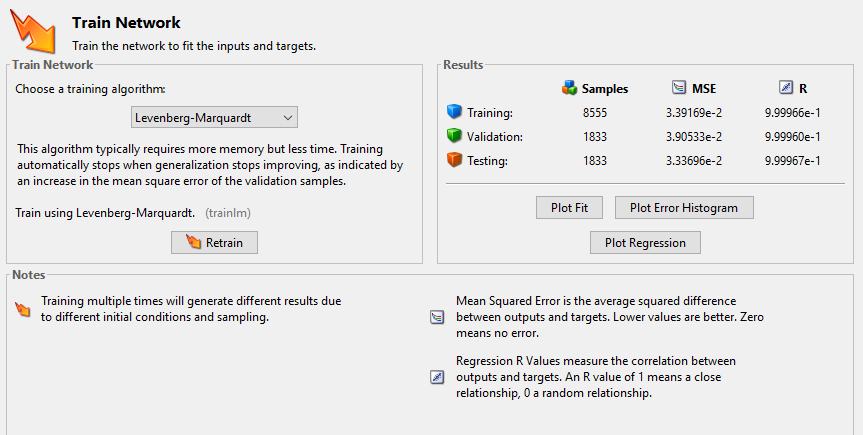 Train Network
Train the network to fit the inputs and targets.
Train Network
Choose a training algorithm:
Levenberg-Marquardt
This algorithm typically requires more memory but less time. Training
automatically stops when generalization stops improving, as indicated by
an increase in the mean square error of the validation samples.
Train using Levenberg-Marquardt. (trainlm)
Retrain
Results
Samples MSE R
Training: 8555 3.39169e-2 9.99966e-1
Validation: 1833 3.90533e-2 9.99960e-1
Testing: 1833 3.33696e-2 9.99967e-1
Plot Fit Plot Error Histogram
Plot Regression
Notes
Training multiple times will generate different results due
to different initial conditions and sampling.
Mean Squared Error is the average squared difference
between outputs and targets. Lower values are better. Zero
means no error.
Regression R Values measure the correlation between
outputs and targets. An R value of 1 means a close
relationship, 0 a random relationship.